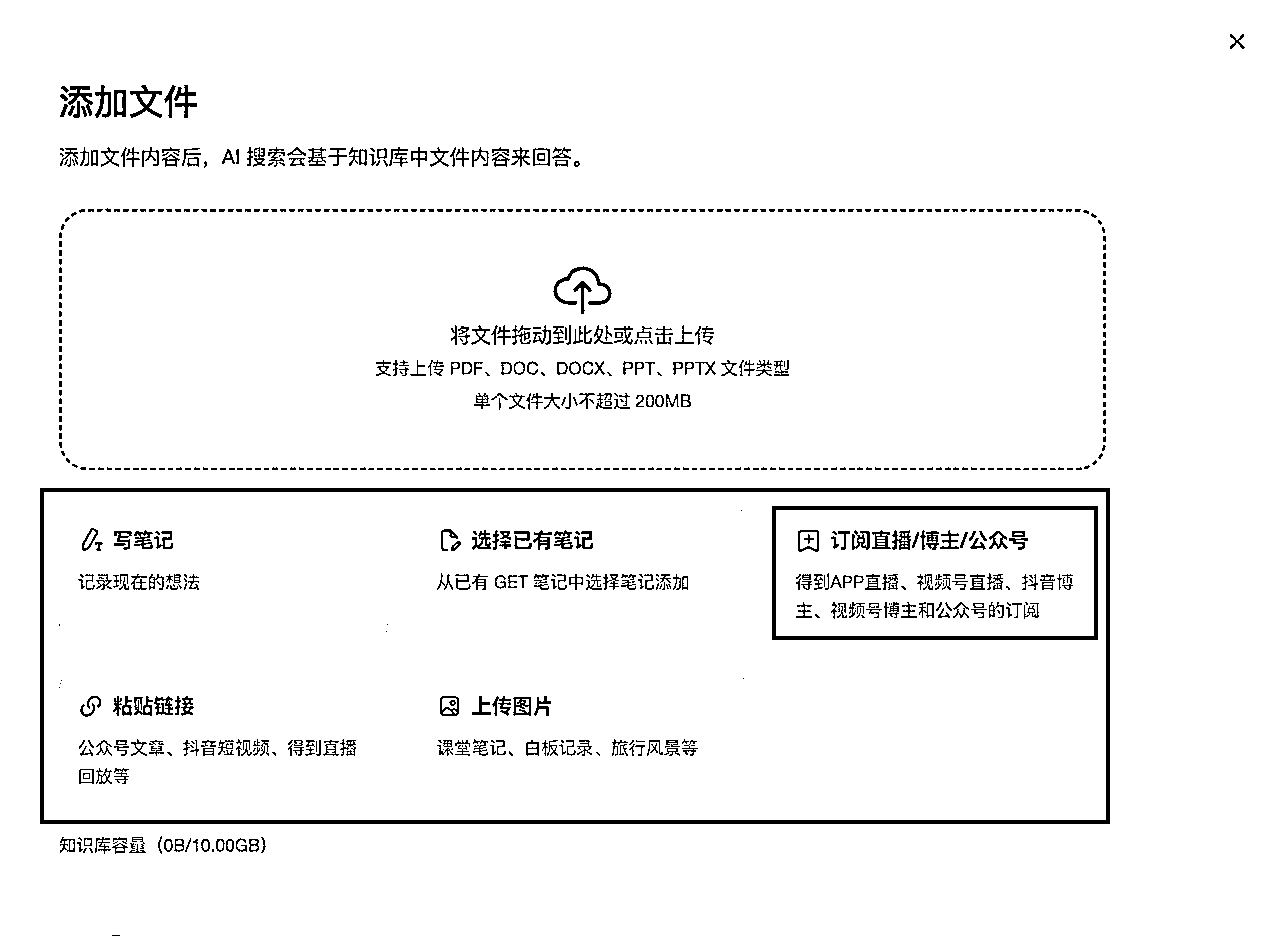 添加文件
添加文件内容后，AI 搜索会基于知识库中文件内容来回答。
将文件拖动到此处或点击上传
支持上传 PDF、DOC、DOCX、PPT、PPTX 文件类型
单个文件大小不超过 200MB
写笔记
记录现在的想法
选择已有笔记
从已有 GET 笔记中选择笔记添加
订阅直播/博主/公众号
得到APP直播、视频号直播、抖音博
主、视频号博主和公众号的订阅
粘贴链接
公众号文章、抖音短视频、得到直播
回放等
上传图片
课堂笔记、白板记录、旅行风景等
知识库容量（0B/10.00GB）